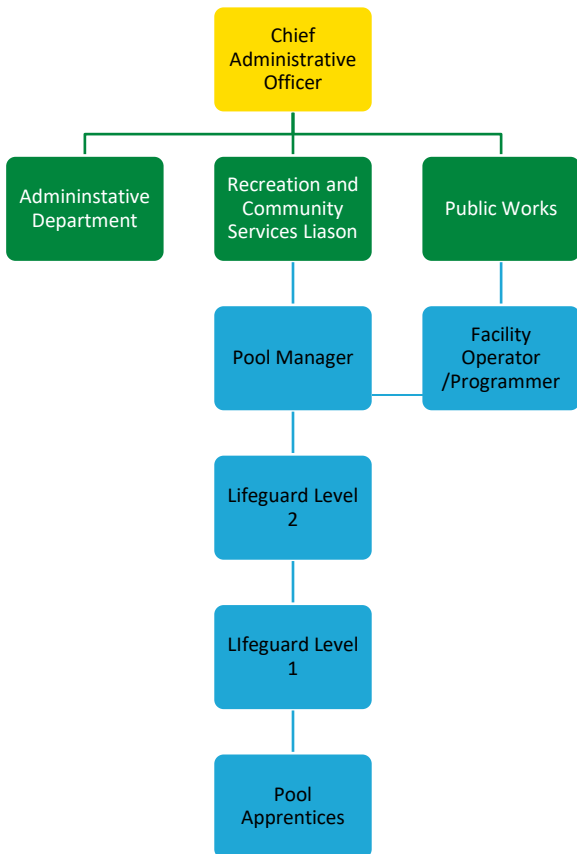 Chief
Administrative
Officer
Admininstative
Department
Recreation and
Community
Services Liason
Public Works
Pool Manager
Facility
Operator
/Programmer
Lifeguard Level
2
LIfeguard Level
1
Pool
Apprentices